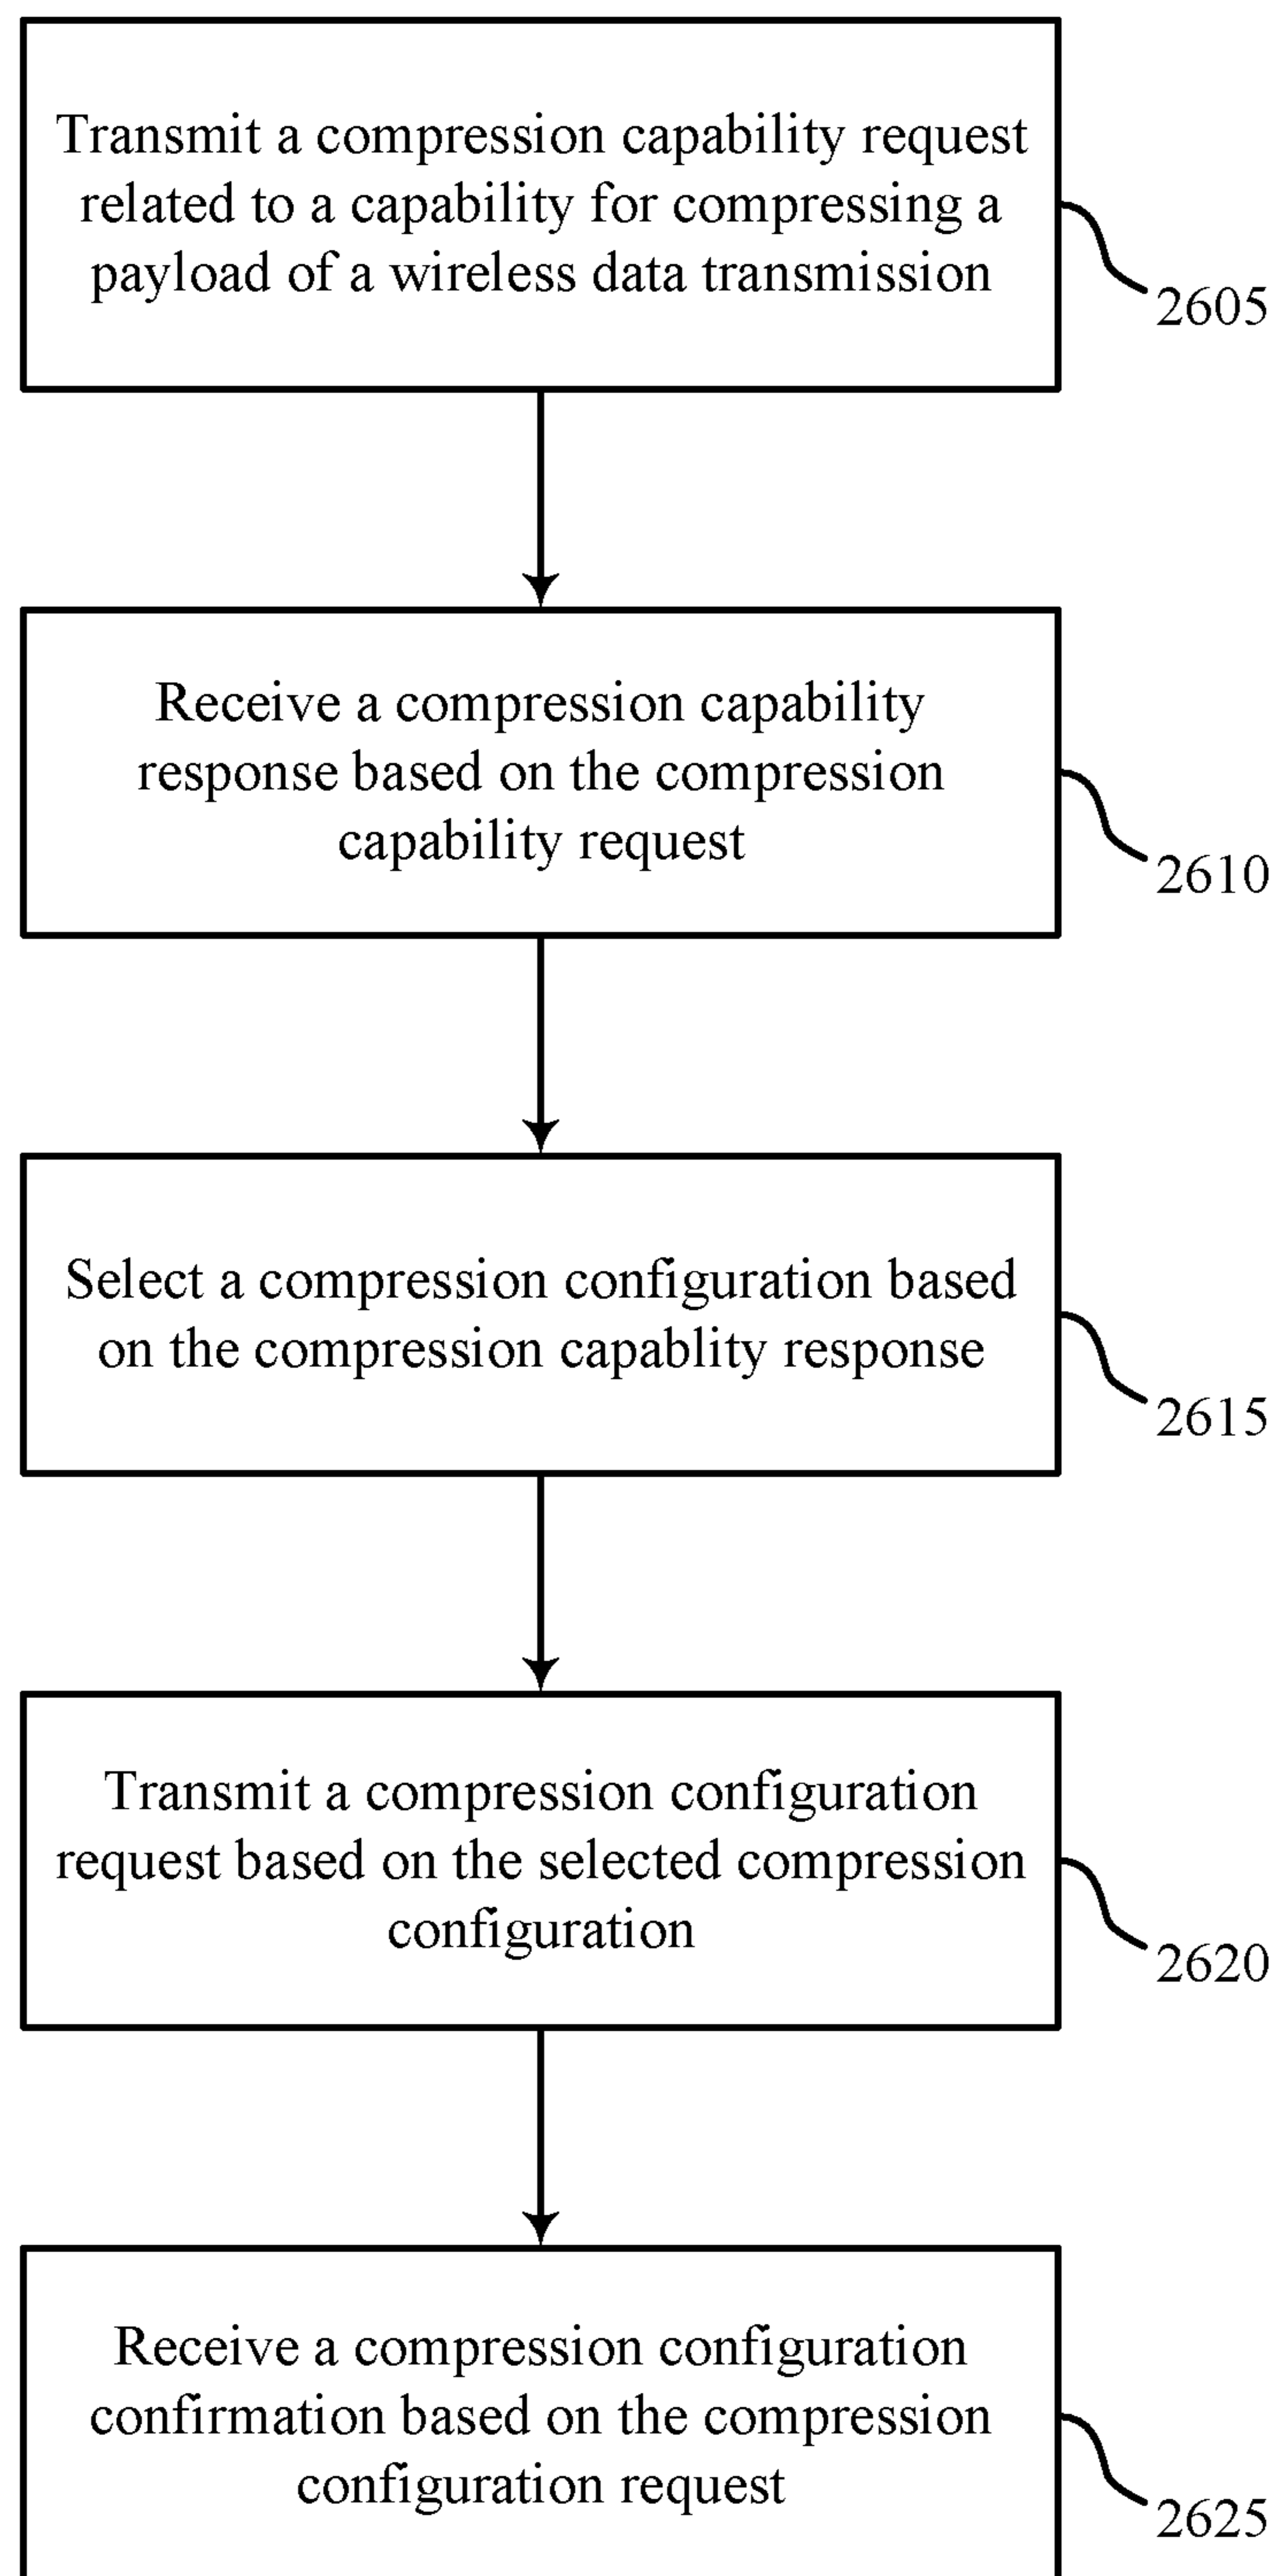 Transmit a compression capability request
related to a capability for compressing a
payload of a wireless data transmission
2605
Receive a compression capability
response based on the compression
capability request
2610
Select a compression configuration based
on the compression capablity response
2615
Transmit a compression configuration
request based on the selected compression
configuration
2620
Receive a compression configuration
confirmation based on the compression
configuration request
2625